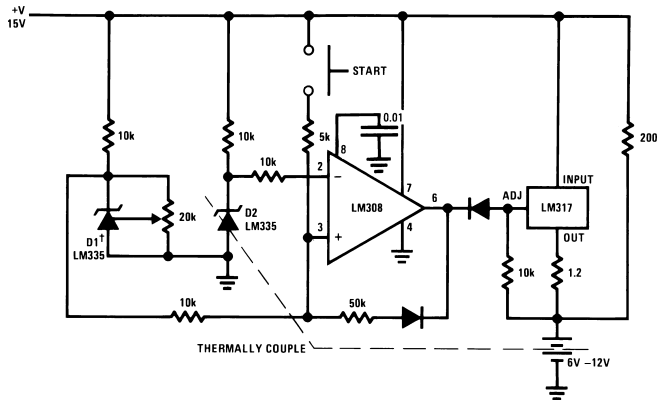 +V
15V
START
0.01
10k
10k
5k
8
200
10k
2
−
7
6
ADJ
INPUT
LM308
LM317
20k
D2
LM335
D1†
LM335
3
+
4
OUT
10k
1.2
10k
50k
THERMALLY COUPLE
6V –12V